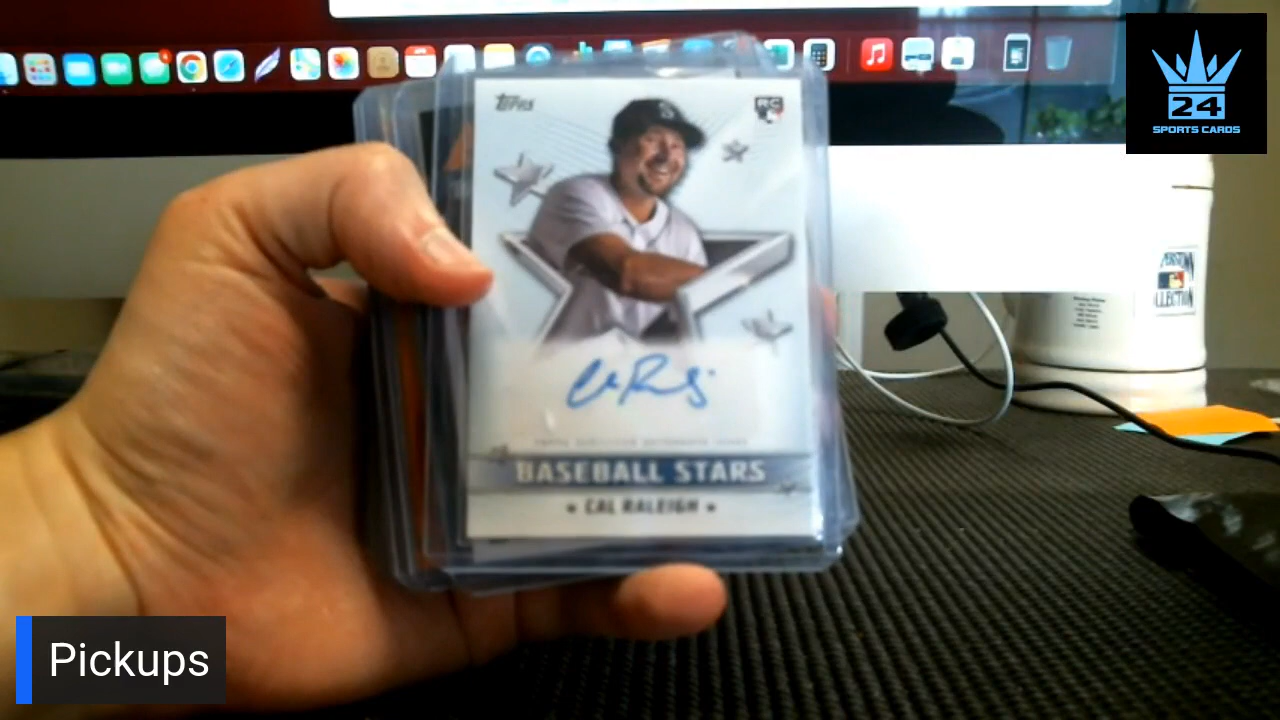 24
SPORTS CARDS
TOPPS
RC
BASEBALL STARS
CAL RALEIGH
Pickups